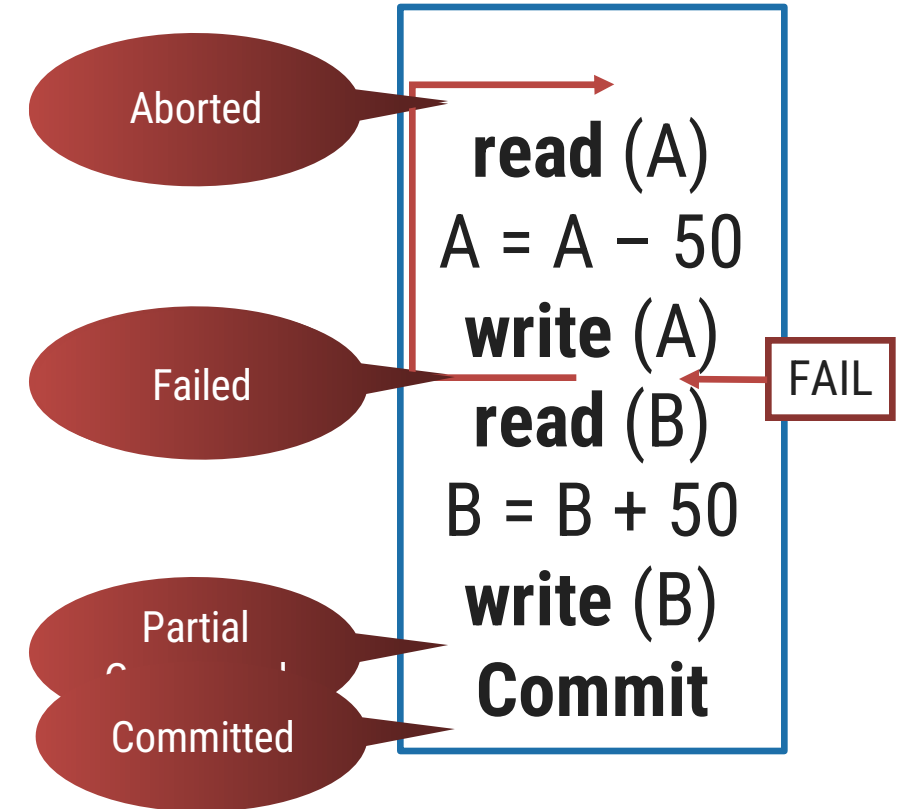 Aborted
read (A)
A = A – 50
write (A)
Failed
FAIL
read (B)
B = B + 50
write (B)
Partial
Commit
Committed